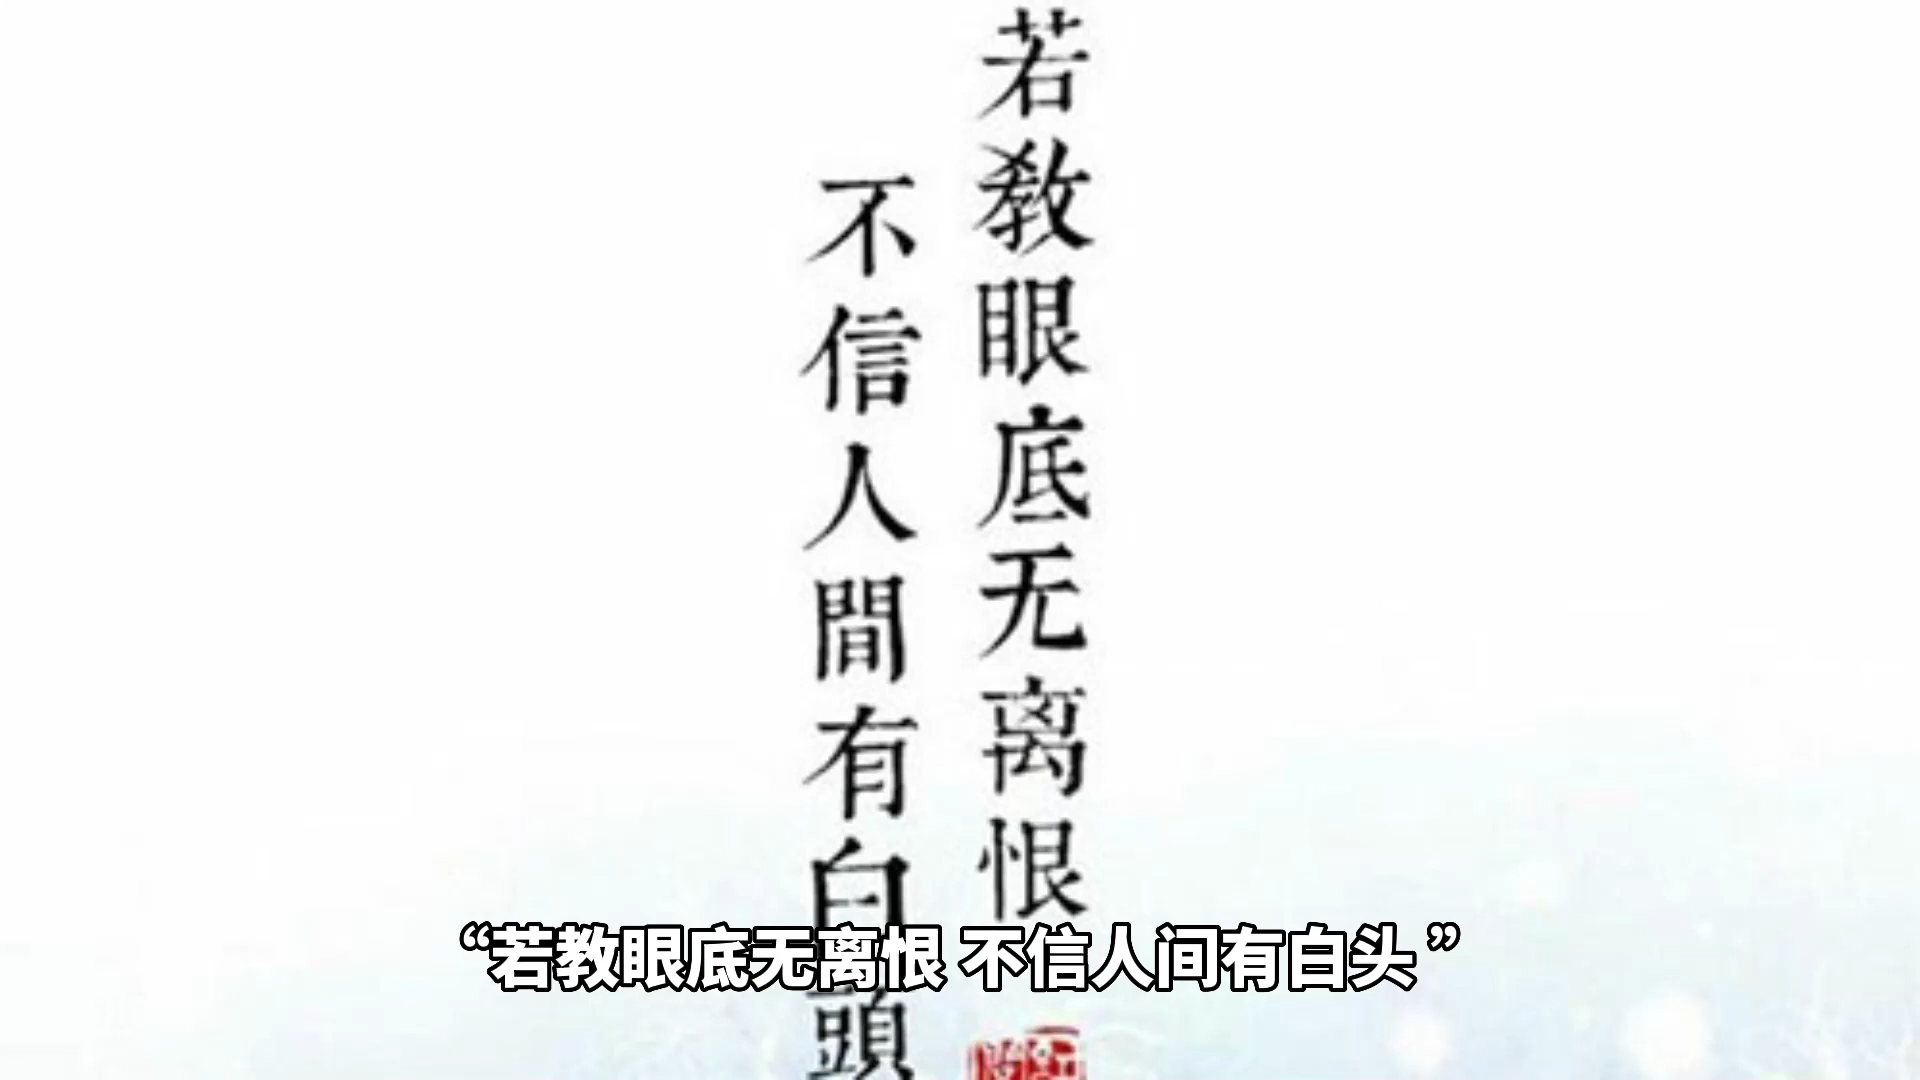 若教眼底无离恨
不信人間有白頭
“若教眼底无离恨 不信人间有白头”